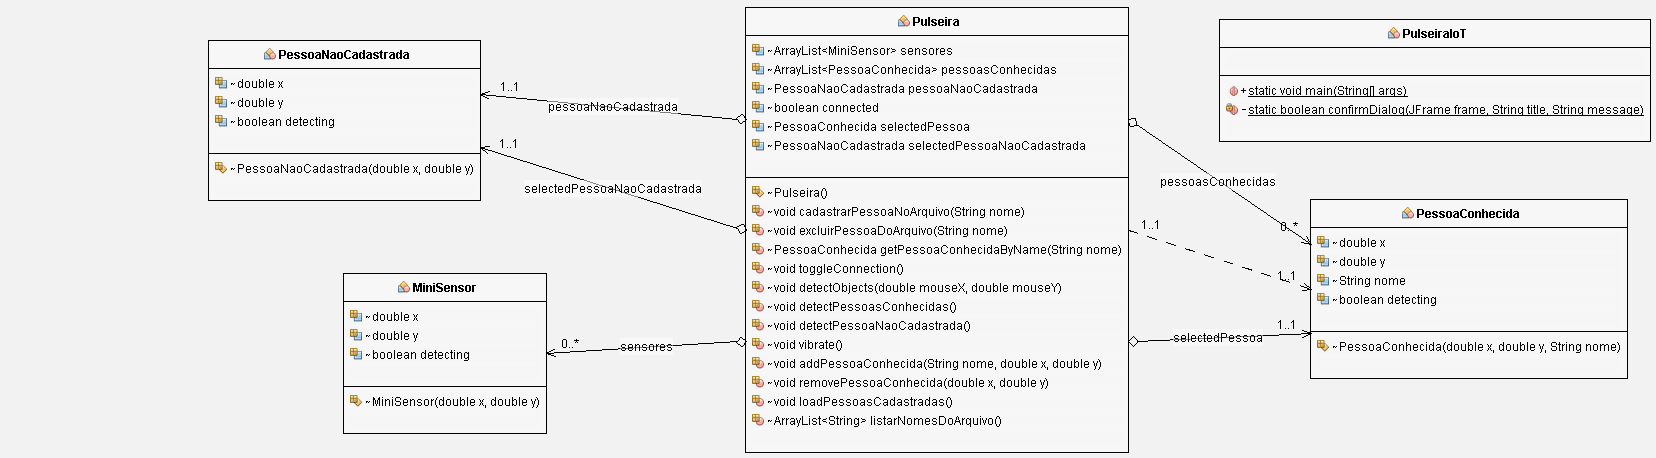 PessoaNaoCadastrada
~double x
~double y
~boolean detecting
~PessoaNaoCadastrada(double x, double y)
MiniSensor
~double x
~double y
~boolean detecting
~MiniSensor(double x, double y)
1..1
pessoaNaoCadastrada
1..1
selectedPessoaNaoCadastrada
0..*
sensores
Pulseira
~ArrayList<MiniSensor> sensores
~ArrayList<PessoaConhecida> pessoasConhecidas
~PessoaNaoCadastrada pessoaNaoCadastrada
~boolean connected
~PessoaConhecida selectedPessoa
~PessoaNaoCadastrada selectedPessoaNaoCadastrada
~Pulseira()
~void cadastrarPessoaNoArquivo(String nome)
~void excluirPessoaDoArquivo(String nome)
~PessoaConhecida getPessoaConhecidaByName(String nome)
~void toggleConnection()
~void detectObjects(double mouseX, double mouseY)
~void detectPessoasConhecidas()
~void detectPessoaNaoCadastrada()
~void vibrate()
~void addPessoaConhecida(String nome, double x, double y)
~void removePessoaConhecida(double x, double y)
~void loadPessoasCadastradas()
~ArrayList<String> listarNomesDoArquivo()
pessoasConhecidas
0..*
1..1
1..1
1..1
selectedPessoa
PulseiraIoT
+static void main(String[] args)
-static boolean confirmDialog(JFrame frame, String title, String message)
PessoaConhecida
~double x
~double y
~String nome
~boolean detecting
~PessoaConhecida(double x, double y, String nome)